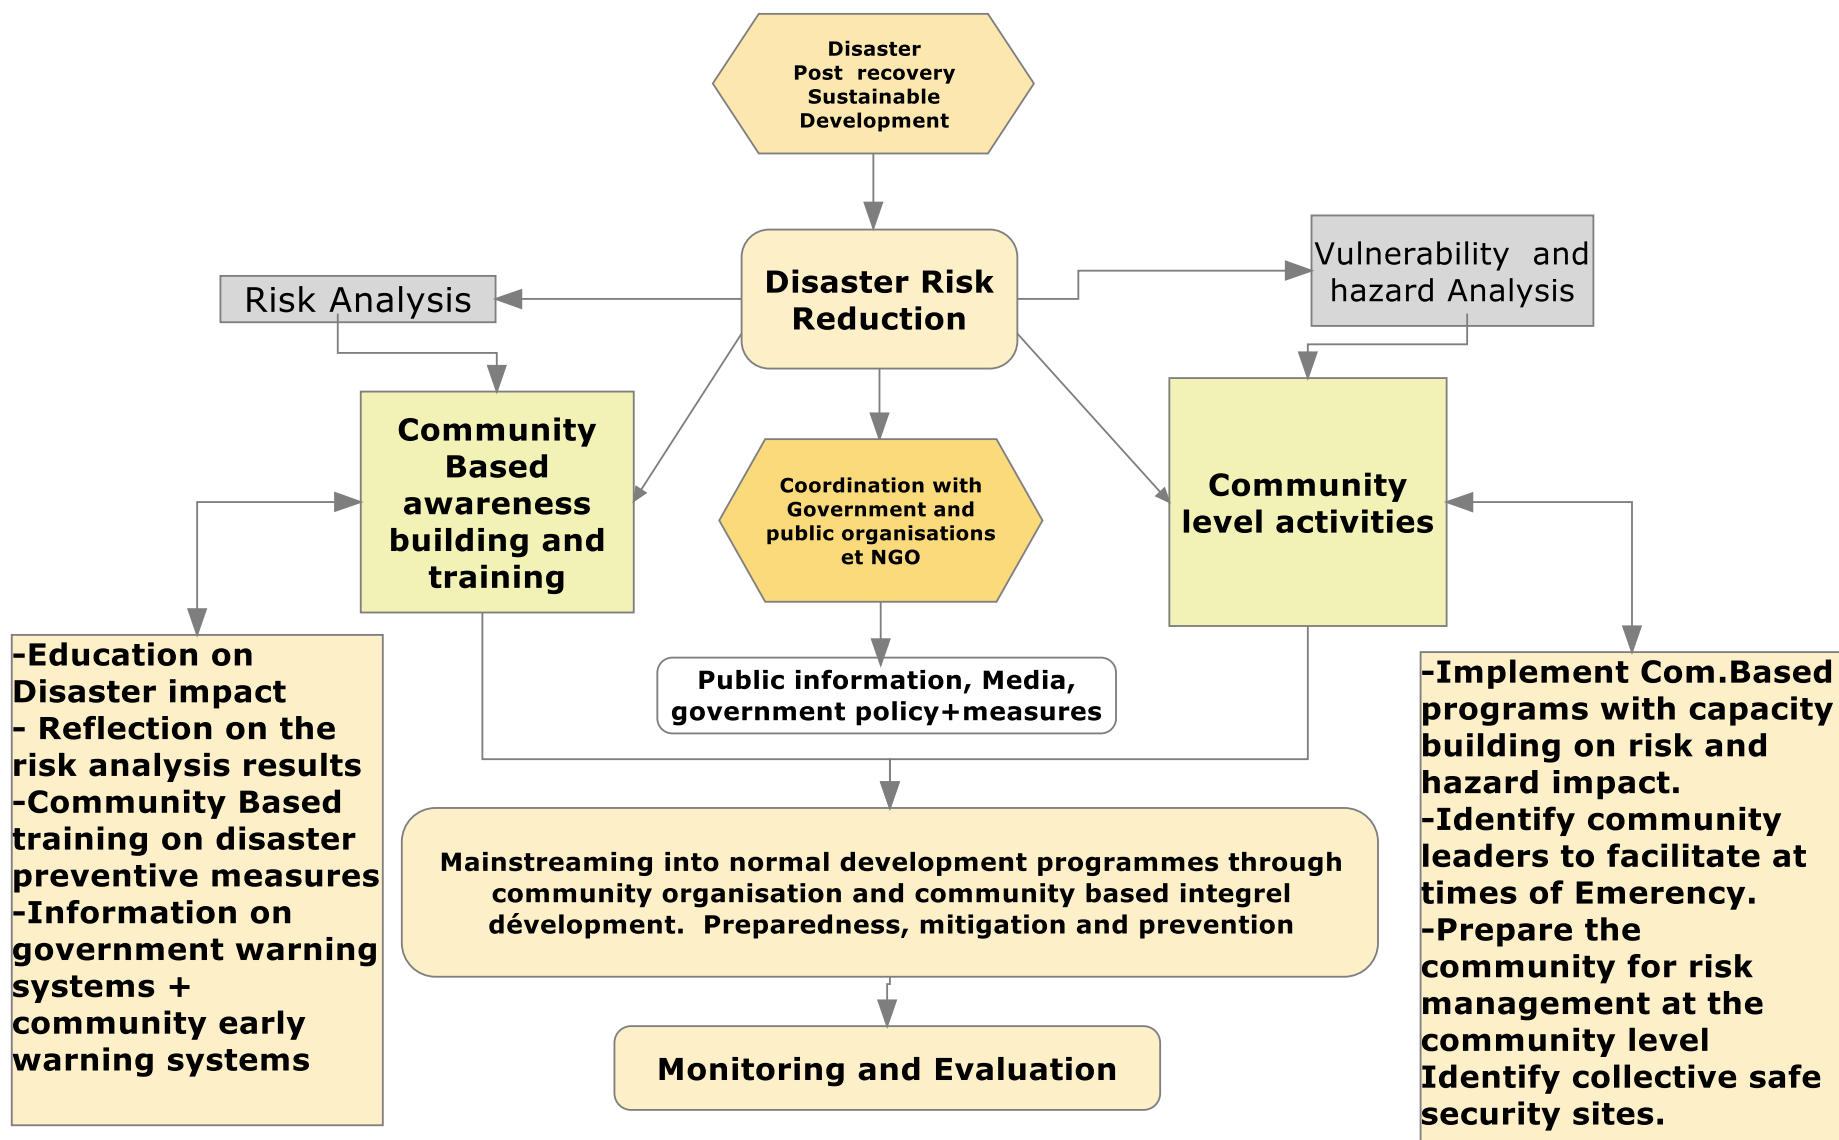 Disaster
Post  recovery
Sustainable
Development
Disaster Risk
Reduction
Risk Analysis
Vulnerability  and
hazard Analysis
Community
Based
awareness
building and
training
Coordination with
Government and
public organisations
et NGO
Community
level activities
Public information, Media,
government policy+measures
-Education on
Disaster impact
- Reflection on the
risk analysis results
-Community Based
training on disaster
preventive measures
-Information on
government warning
systems +
community early
warning systems
-Implement Com.Based
programs with capacity
building on risk and
hazard impact.
-Identify community
leaders to facilitate at
times of Emerency.
-Prepare the
community for risk
management at the
community level
Identify collective safe
security sites.
Mainstreaming into normal development programmes through
community organisation and community based integrel
dévelopment.  Preparedness, mitigation and prevention
Monitoring and Evaluation